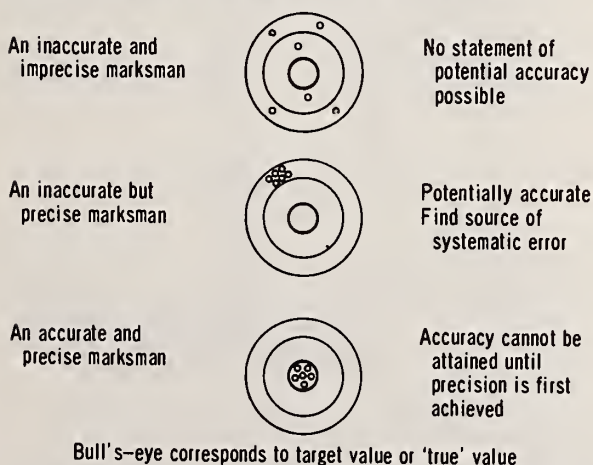 An inaccurate and
imprecise marksman
No statement of
potential accuracy
possible
An inaccurate but
precise marksman
Potentially accurate
Find source of
systematic error
An accurate and
precise marksman
Accuracy cannot be
attained until
precision is first
achieved
Bull's-eye corresponds to target value or 'true' value